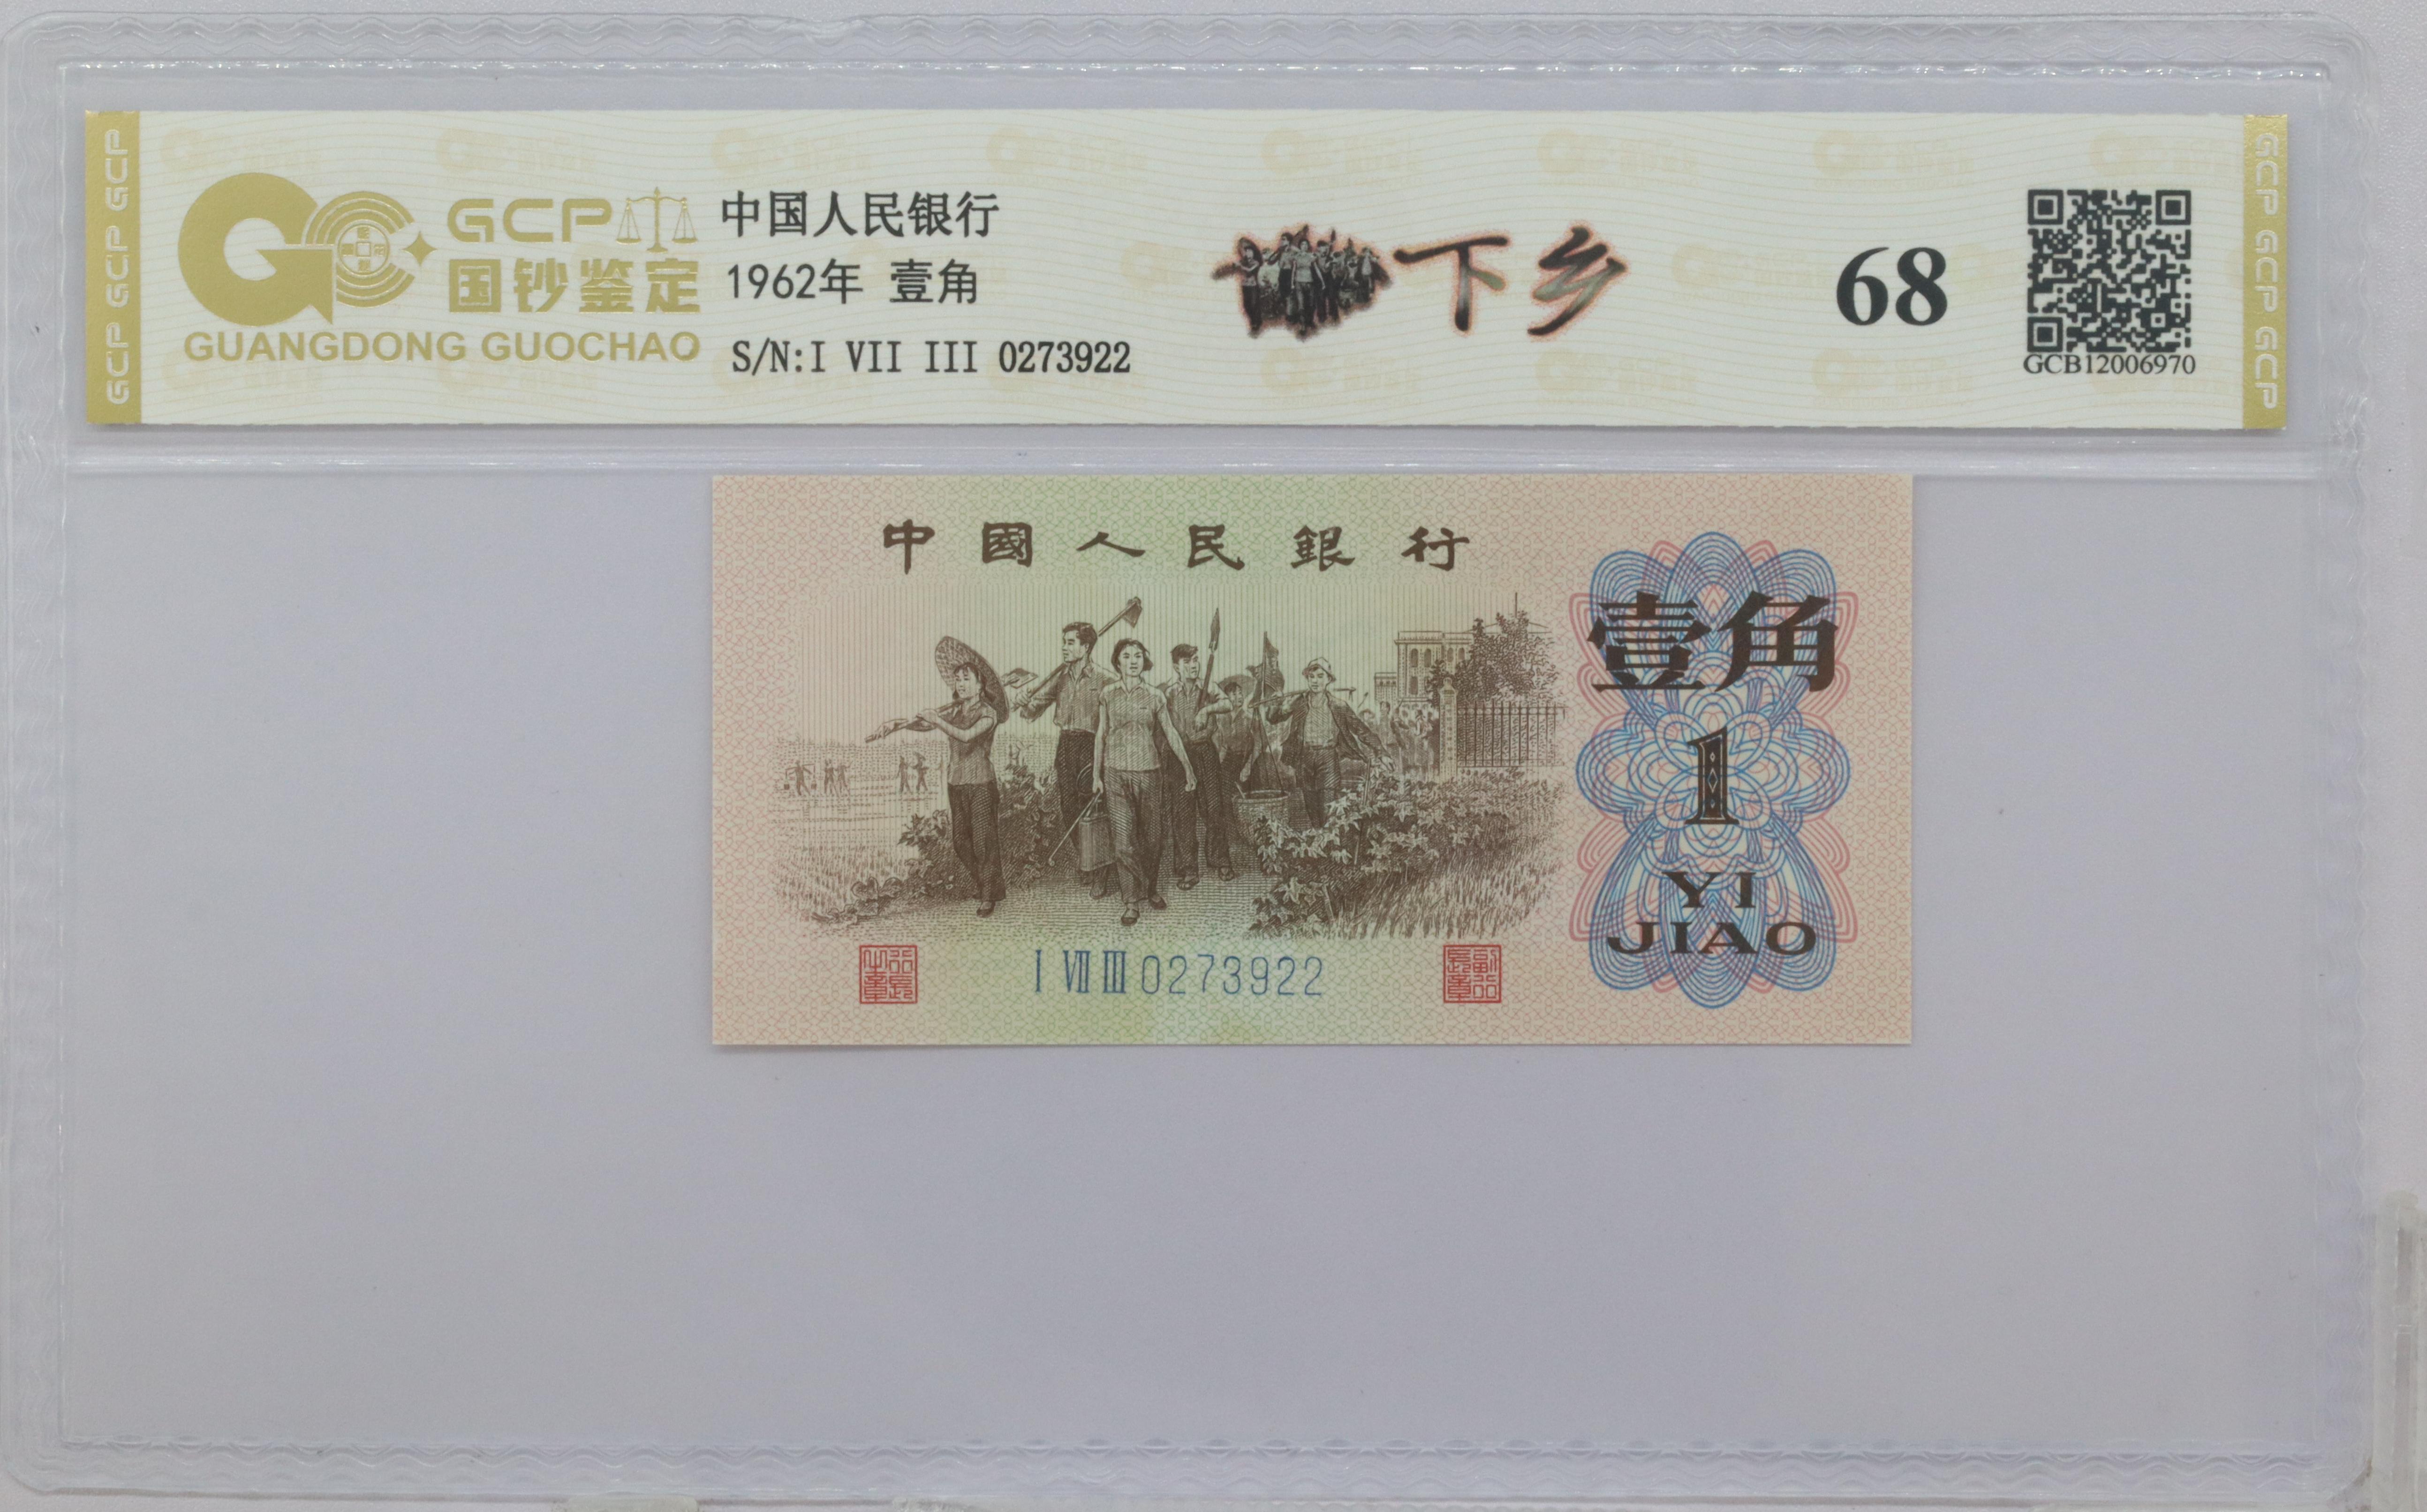 GCP GCP GCP
GCP
国钞鉴定
GUANGDONG GUOCHAO
中国人民银行
1962年 壹角
S/N:I VII III 0273922
下乡
68
GCB12006970
GCP GCP GCP
中國人民銀行
壹角
1
YI
JIAO
I VII III 0273922